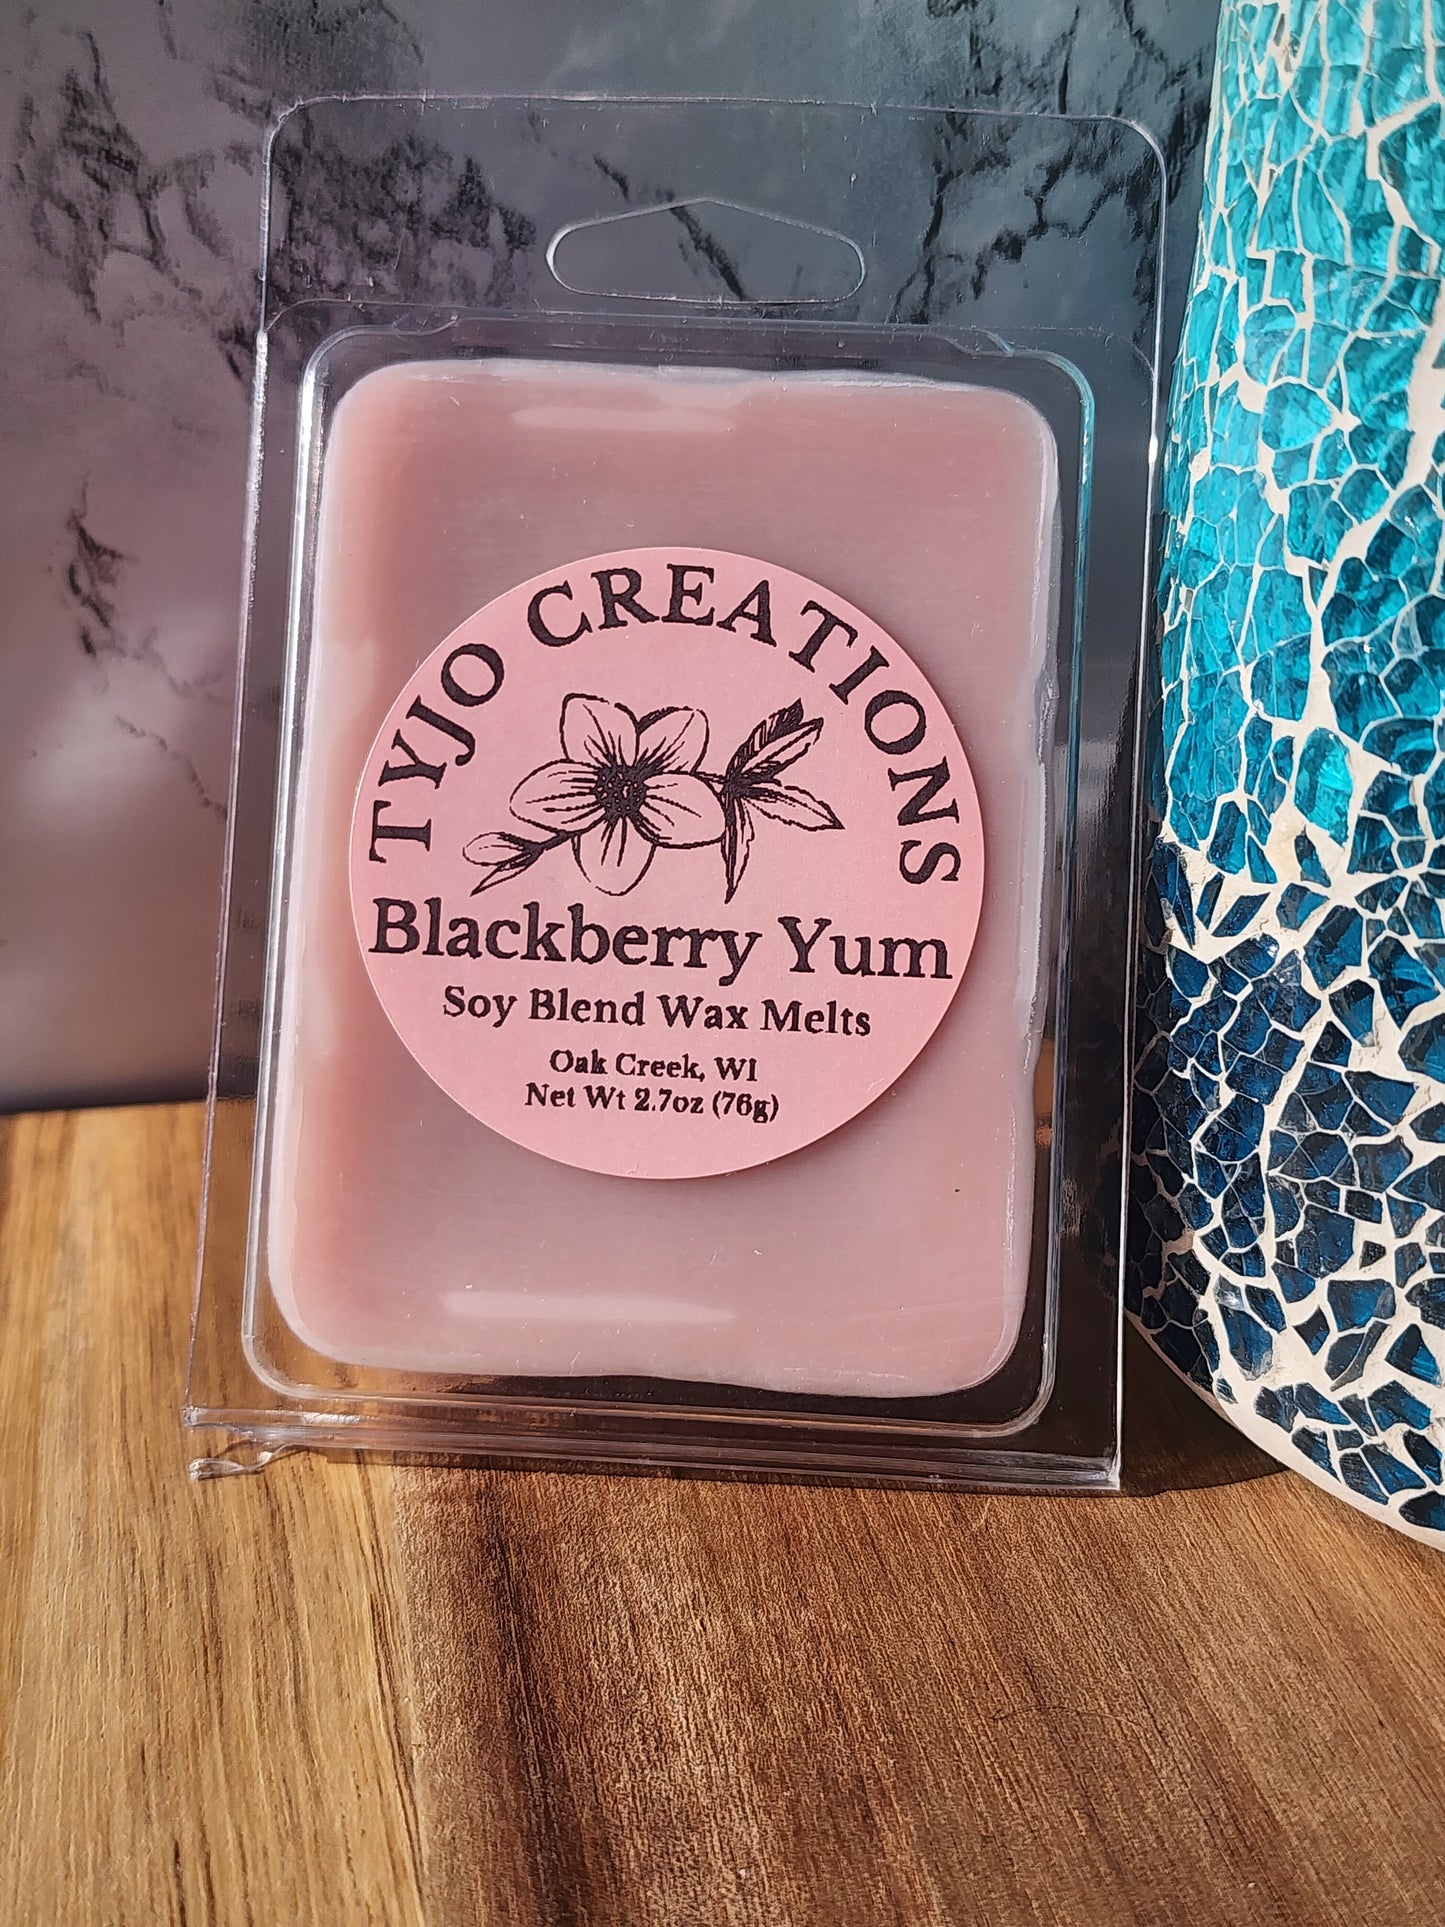 TYJO CREATIONS
Blackberry Yum
Soy Blend Wax Melts
Oak Creek, WI
Net Wt 2.7oz (76g)